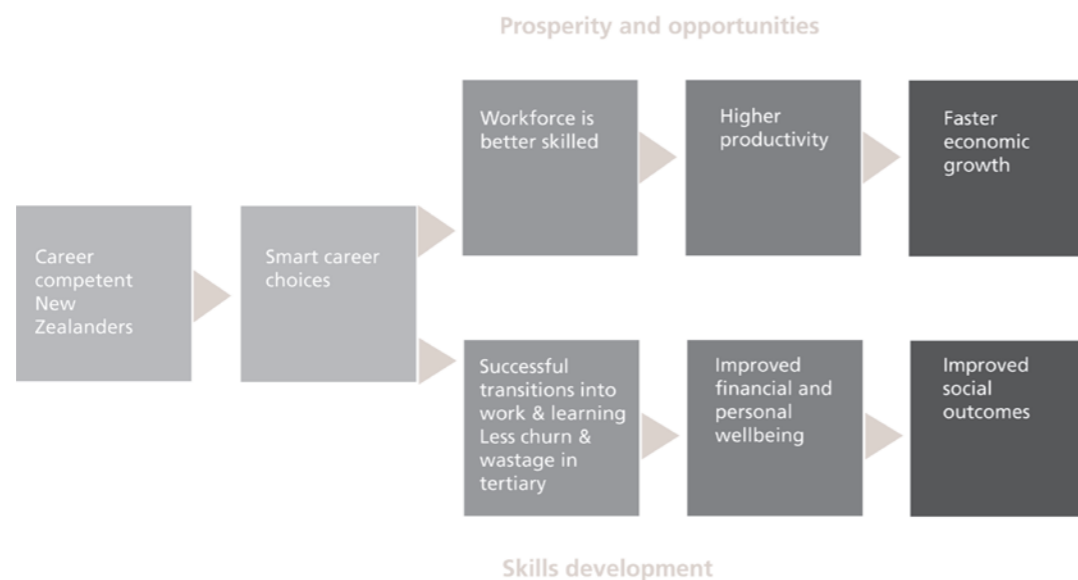 Prosperity and opportunities
Workforce is
better skilled
Higher
productivity
Faster
economic
growth
Career
competent
New
Zealanders
Smart career
choices
Successful
transitions into
work & learning
Less churn &
wastage in
tertiary
Improved
financial and
personal
wellbeing
Improved
social
outcomes
Skills development